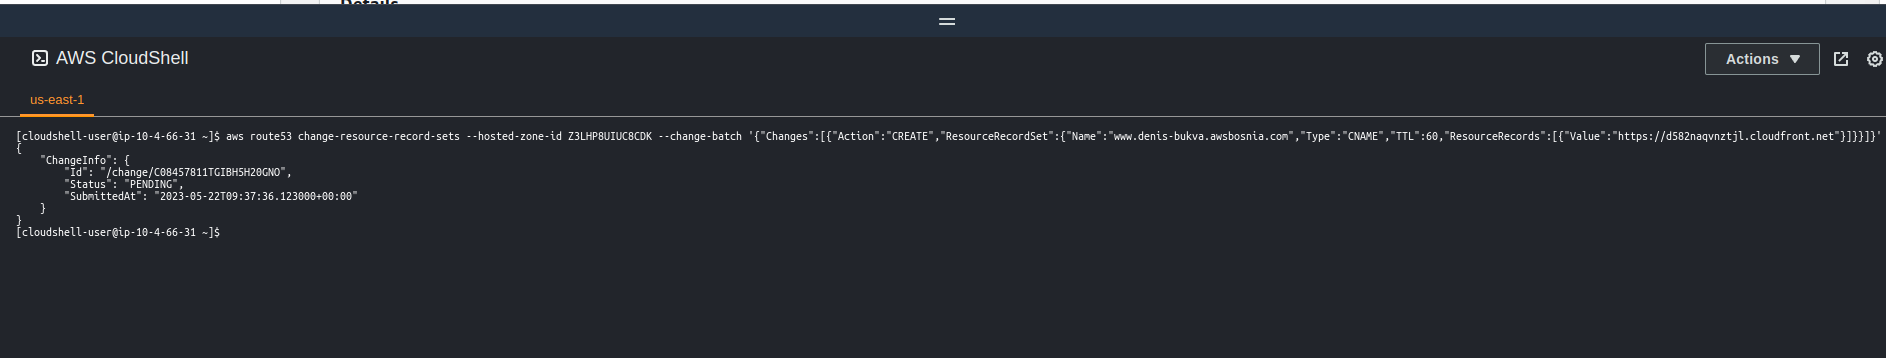 Details
AWS CloudShell
Actions
us-east-1
[cloudshell-user@ip-10-4-66-31 ~]$ aws route53 change-resource-record-sets --hosted-zone-id Z3LHP8UIUC8CDK --change-batch '{"Changes":[{"Action":"CREATE","ResourceRecordSet":{"Name":"www.denis-bukva.awsbosnia.com","Type":"CNAME","TTL":60,"ResourceRecords":[{"Value":"https://d582naqvnztjl.cloudfront.net"}]}}]}'
{
    "ChangeInfo": {
        "Id": "/change/C08457811TGIBH5H20GNO",
        "Status": "PENDING",
        "SubmittedAt": "2023-05-22T09:37:36.123000+00:00"
    }
}
[cloudshell-user@ip-10-4-66-31 ~]$